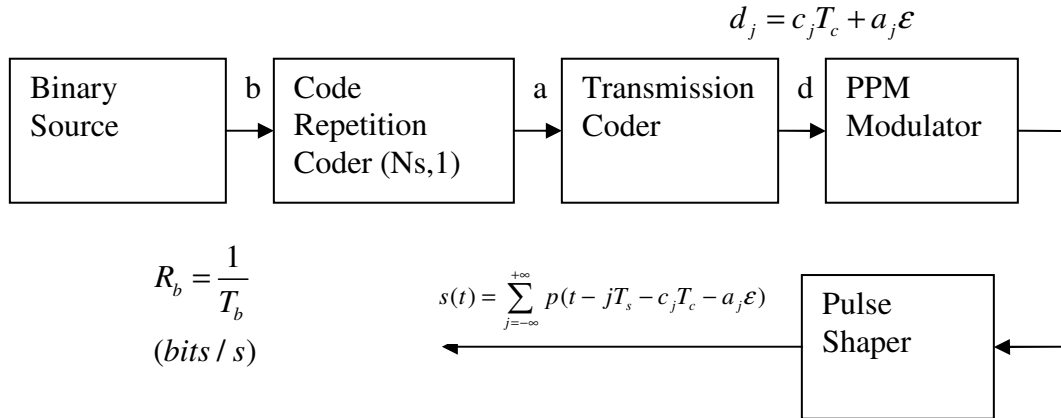 d_j = c_j T_c + a_j ε
Binary
Source
b
Code
Repetition
Coder (Ns,1)
a
Transmission
Coder
d
PPM
Modulator
R_b = 1/T_b
(bits / s)
s(t) = ∑_{j=-∞}^{+∞} p(t - jT_s - c_j T_c - a_j ε)
Pulse
Shaper